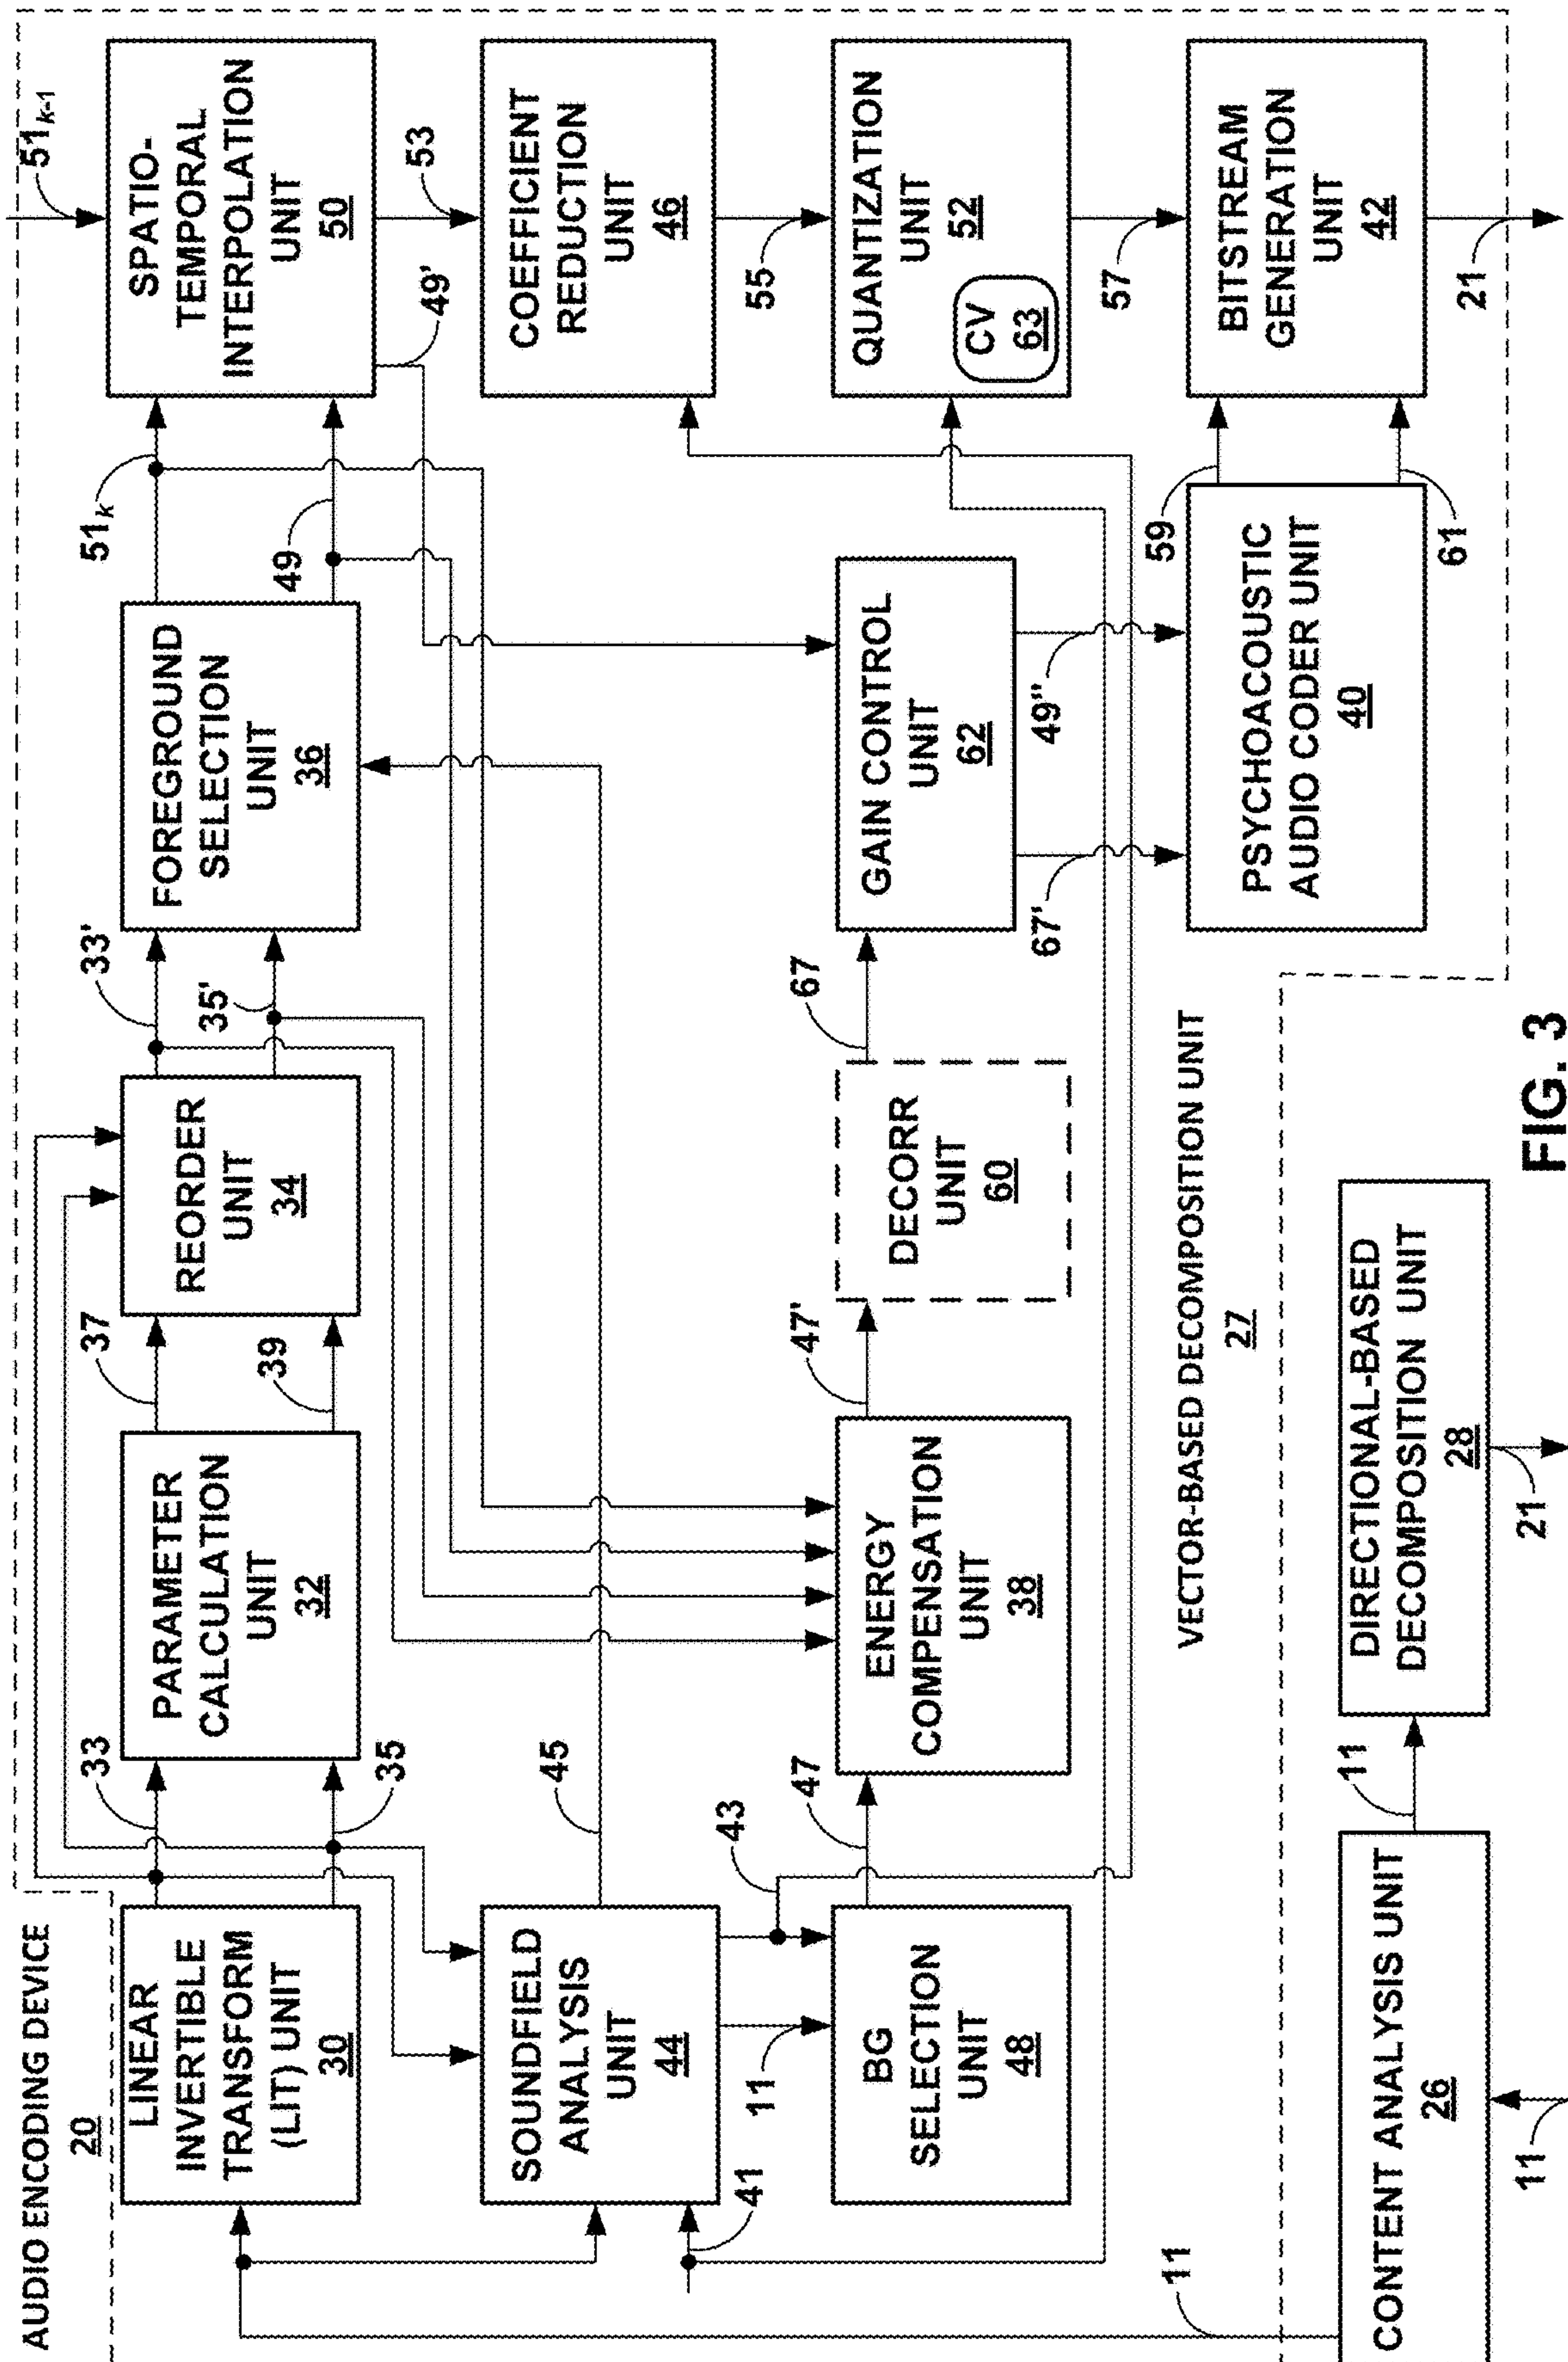 AUDIO ENCODING DEVICE
20
LINEAR
INVERTIBLE
TRANSFORM
(LIT) UNIT
30
33
35
PARAMETER
CALCULATION
UNIT
32
37
39
REORDER
UNIT
34
33'
35'
FOREGROUND
SELECTION
UNIT
36
51k
49
51k-1
SPATIO-
TEMPORAL
INTERPOLATION
UNIT
50
49'
53
SOUNDFIELD
ANALYSIS
UNIT
44
45
41
11
43
COEFFICIENT
REDUCTION
UNIT
46
55
BG
SELECTION
UNIT
48
47
ENERGY
COMPENSATION
UNIT
38
47'
DECORR
UNIT
60
67
GAIN CONTROL
UNIT
62
67'
49"
QUANTIZATION
UNIT
52
CV
63
57
PSYCHOACOUSTIC
AUDIO CODER UNIT
40
59
61
BITSTREAM
GENERATION
UNIT
42
21
VECTOR-BASED DECOMPOSITION UNIT
27
11
CONTENT ANALYSIS UNIT
26
11
11
DIRECTIONAL-BASED
DECOMPOSITION UNIT
28
21
FIG. 3